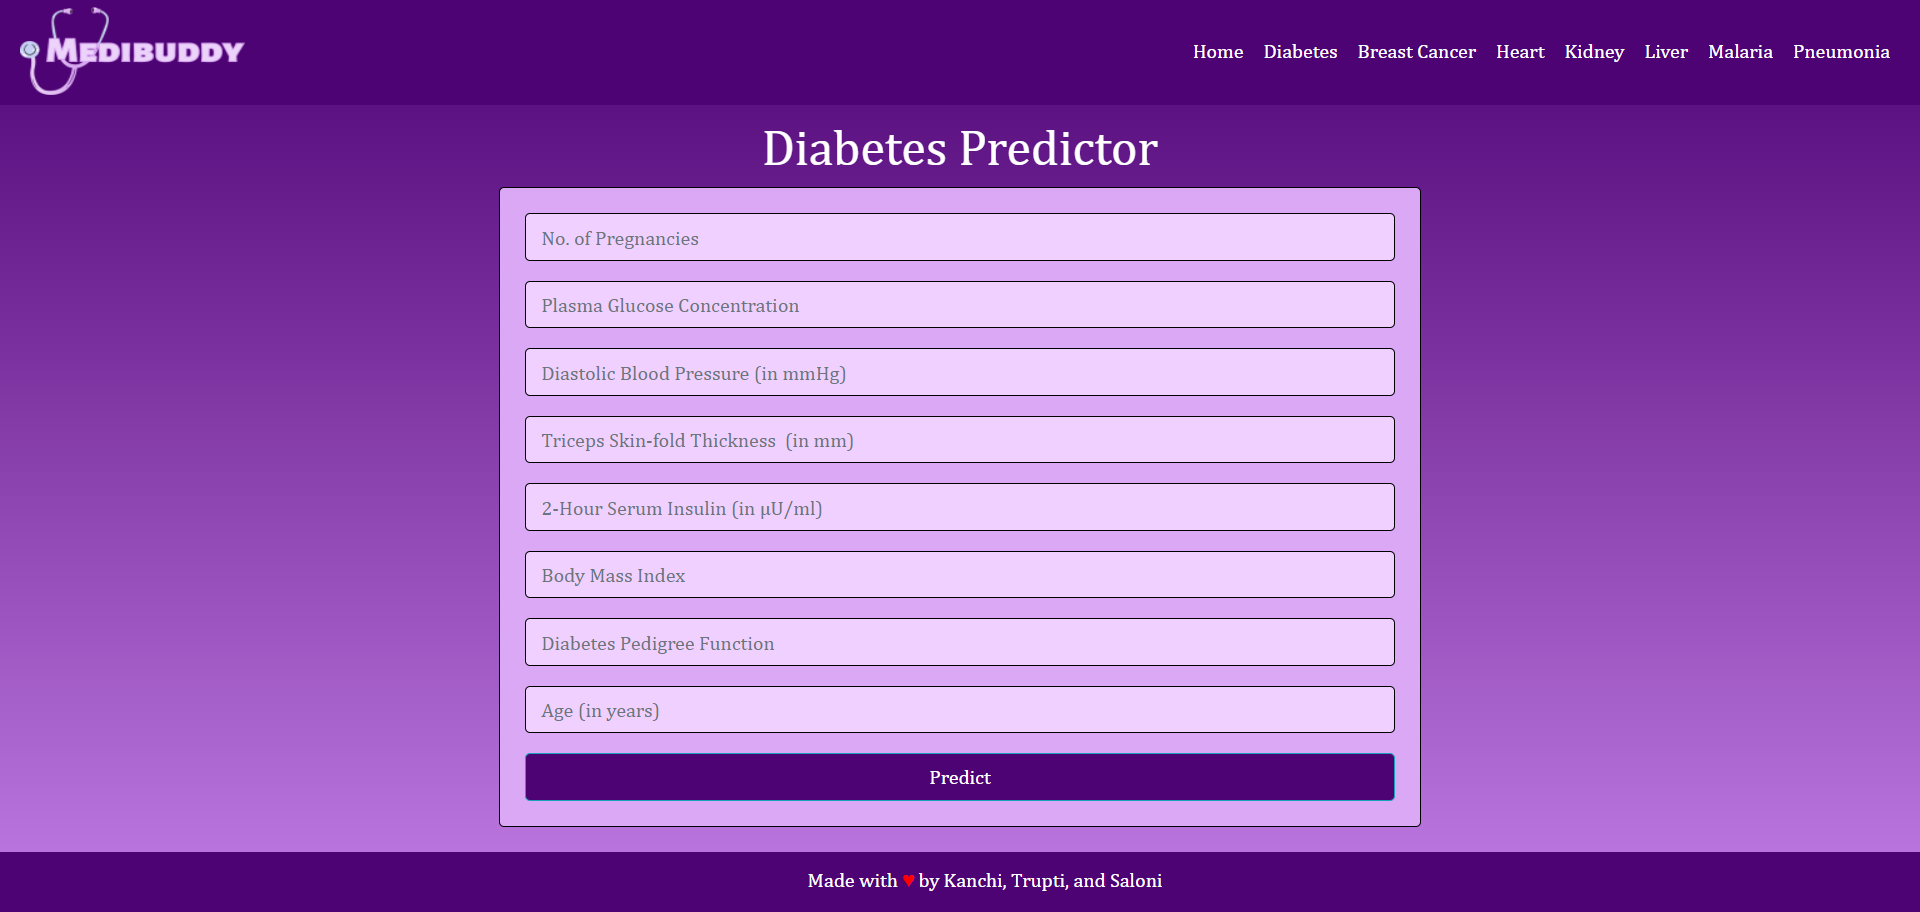 MEDIBUDDY
Home Diabetes Breast Cancer Heart Kidney Liver Malaria Pneumonia
Diabetes Predictor
No. of Pregnancies
Plasma Glucose Concentration
Diastolic Blood Pressure (in mmHg)
Triceps Skin-fold Thickness  (in mm)
2-Hour Serum Insulin (in µU/ml)
Body Mass Index
Diabetes Pedigree Function
Age (in years)
Predict
Made with ♥ by Kanchi, Trupti, and Saloni